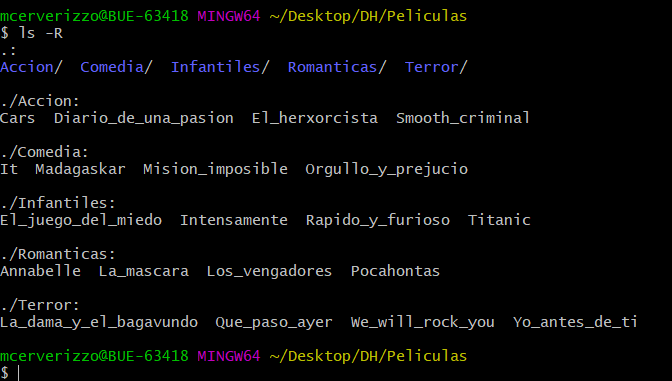 mcerverizzo@BUE-63418 MINGW64 ~/Desktop/DH/Peliculas
$ ls -R
.:
Accion/  Comedia/  Infantiles/  Romanticas/  Terror/
./Accion:
Cars  Diario_de_una_pasion  El_herxorcista  Smooth_criminal
./Comedia:
It  Madagaskar  Mision_imposible  Orgullo_y_prejucio
./Infantiles:
El_juego_del_miedo  Intensamente  Rapido_y_furioso  Titanic
./Romanticas:
Annabelle  La_mascara  Los_vengadores  Pocahontas
./Terror:
La_dama_y_el_bagavundo  Que_paso_ayer  We_will_rock_you  Yo_antes_de_ti
mcerverizzo@BUE-63418 MINGW64 ~/Desktop/DH/Peliculas
$